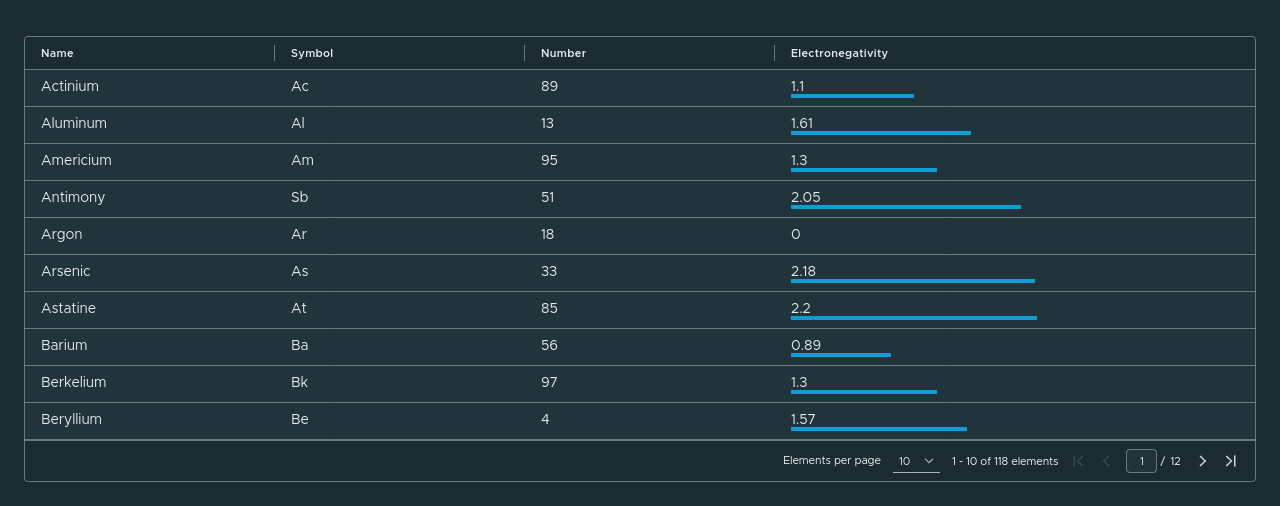 Name Symbol Number Electronegativity
Actinium Ac 89 1.1
Aluminum Al 13 1.61
Americium Am 95 1.3
Antimony Sb 51 2.05
Argon Ar 18 0
Arsenic As 33 2.18
Astatine At 85 2.2
Barium Ba 56 0.89
Berkelium Bk 97 1.3
Beryllium Be 4 1.57
Elements per page 10 1 - 10 of 118 elements 1 / 12